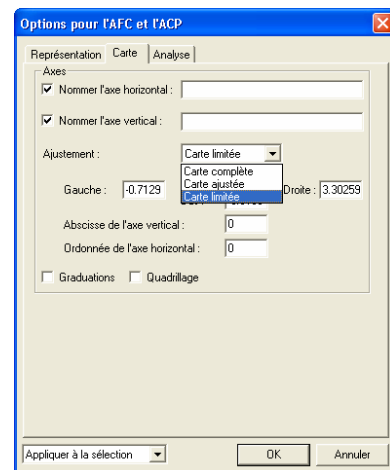 Options pour l'AFC et l'ACP
Représentation Carte Analyse
Axes
Nommer l'axe horizontal :
Nommer l'axe vertical :
Ajustement : Carte limitée
Carte complète
Carte ajustée
Carte limitée
Gauche : -0.7129 Droite : 3.30259
Abscisse de l'axe vertical : 0
Ordonnée de l'axe horizontal : 0
Graduations Quadrillage
Appliquer à la sélection OK Annuler